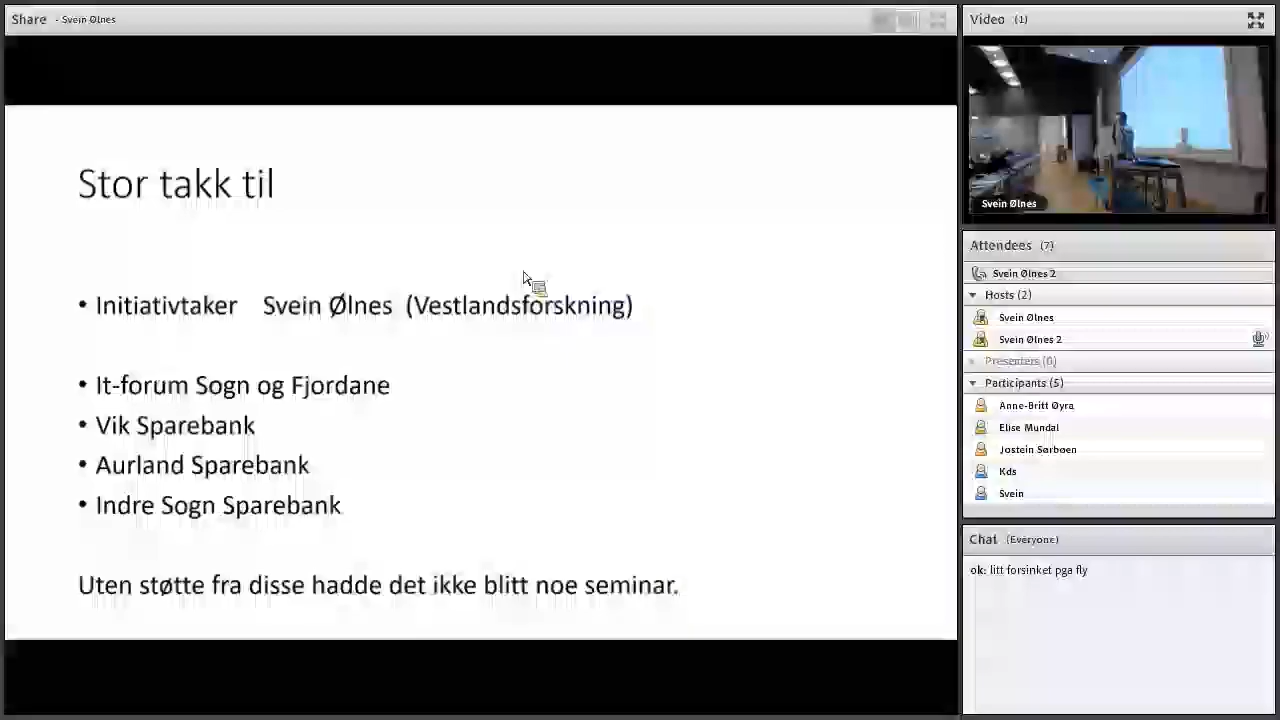 Share - Svein Ølnes
Stor takk til
• Initiativtaker Svein Ølnes (Vestlandsforskning)
• It-forum Sogn og Fjordane
• Vik Sparebank
• Aurland Sparebank
• Indre Sogn Sparebank
Uten støtte fra disse hadde det ikke blitt noe seminar.
Video (1)
Svein Ølnes
Attendees (7)
Svein Ølnes 2
Hosts (2)
Svein Ølnes
Svein Ølnes 2
Presenters (0)
Participants (5)
Anne-Britt Øyra
Elise Mundal
Jostein Sørbøen
Kds
Svein
Chat (Everyone)
ok: litt forsinket pga fly